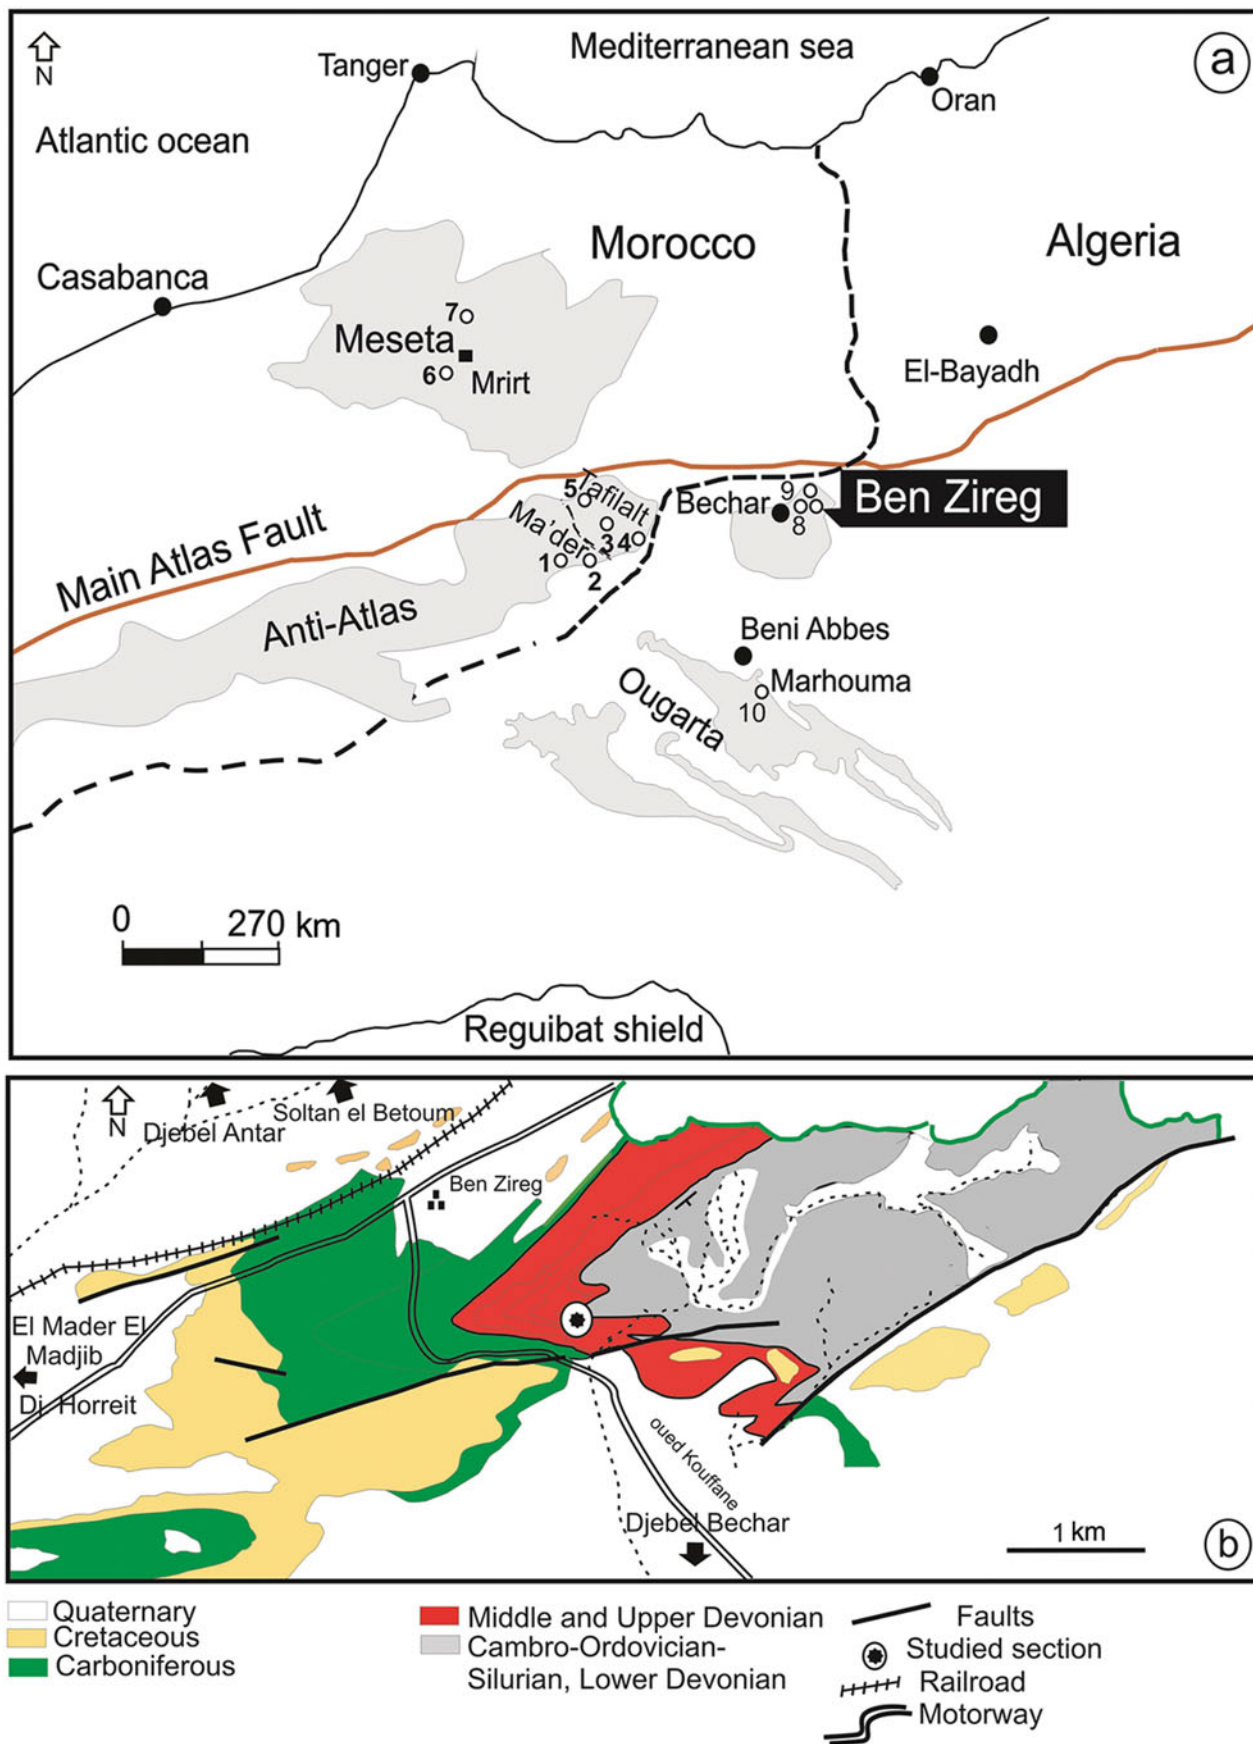 N
Tanger
Mediterranean sea
a
Oran
Atlantic ocean
Morocco
Algeria
Casabanca
7
Meseta
6
Mrirt
El-Bayadh
Main Atlas Fault
5
Tafilalt
Ma'der
1
2
3
4
Bechar
9
8
Ben Zireg
Anti-Atlas
Beni Abbes
Marhouma
10
Ougarta
0 270 km
Reguibat shield
N
Djebel Antar
Soltan el Betoum
Ben Zireg
El Mader El
Madjib
Dj. Horreit
oued Kouffane
Djebel Bechar
1 km
b
Quaternary
Cretaceous
Carboniferous
Middle and Upper Devonian
Cambro-Ordovician-
Silurian, Lower Devonian
Faults
Studied section
Railroad
Motorway